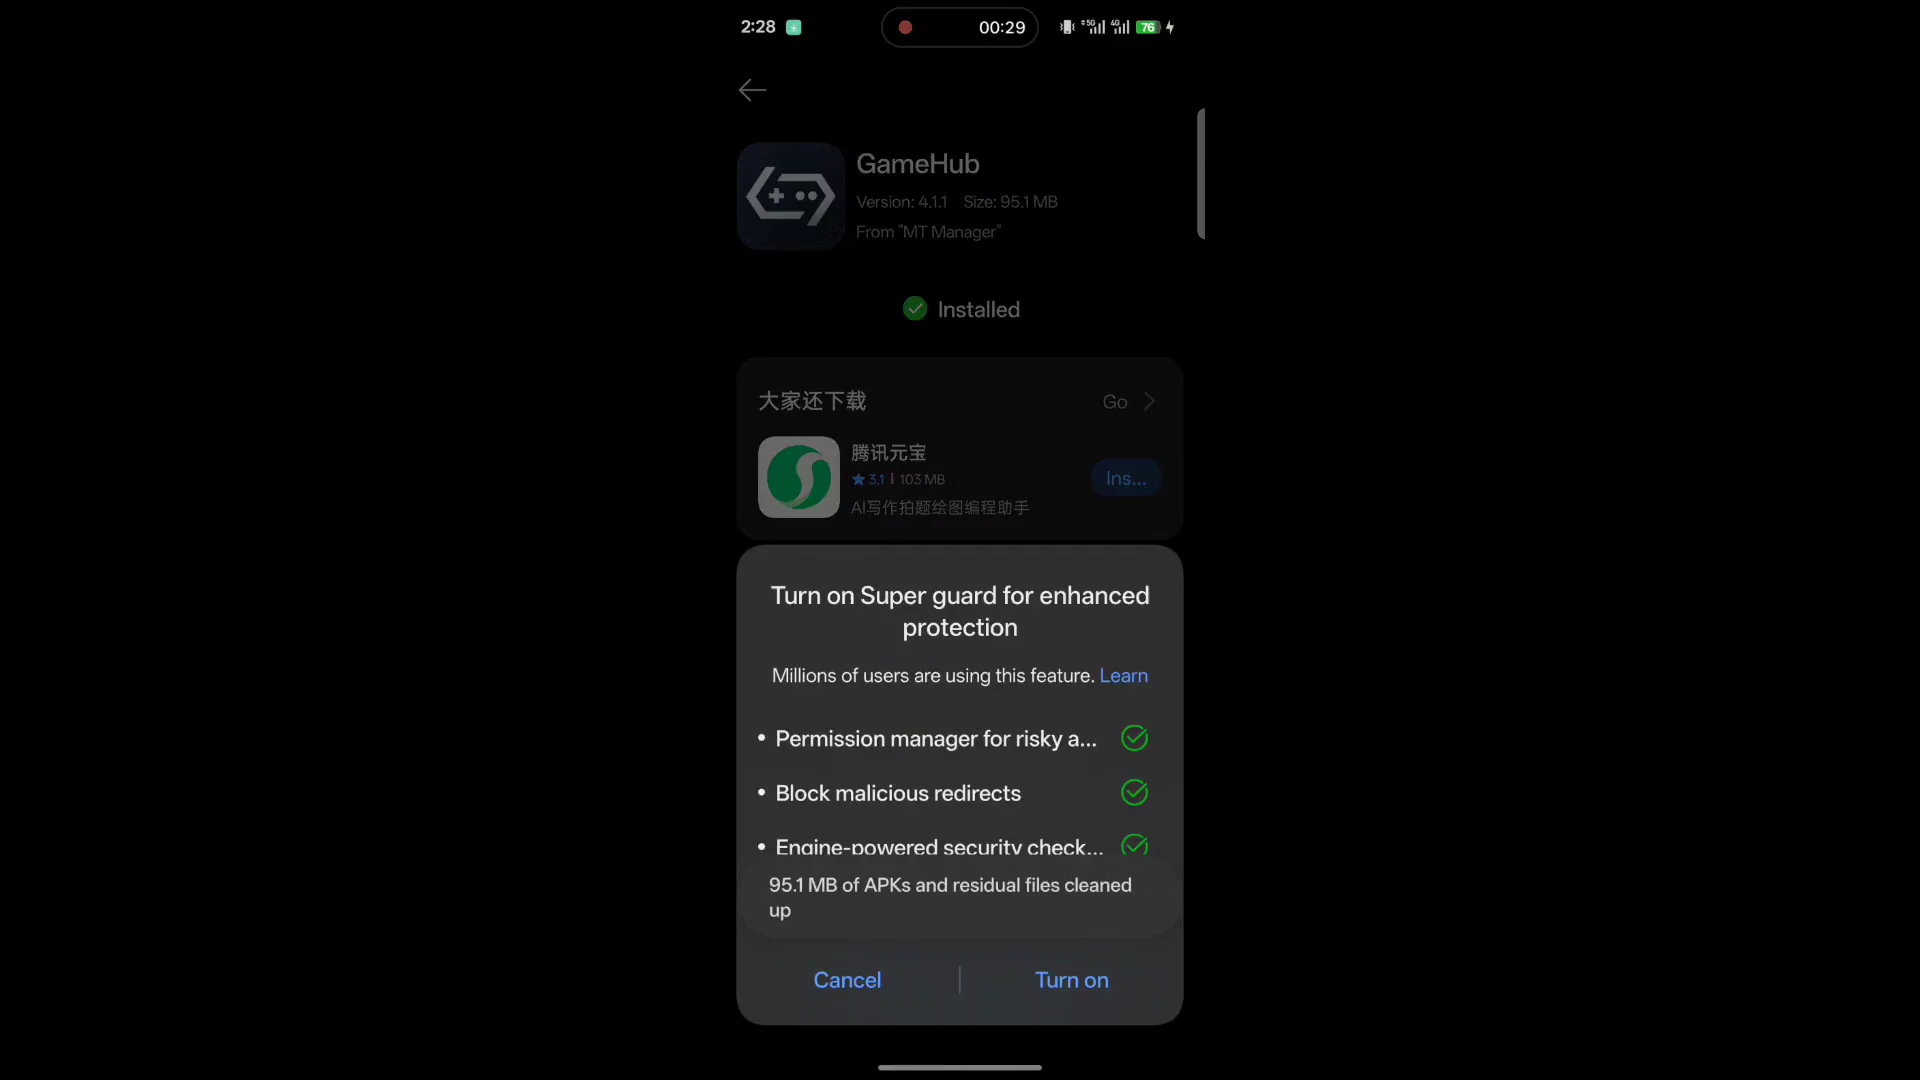 2:28
00:29
5G
4G
76
GameHub
Version: 4.1.1 Size: 95.1 MB
From "MT Manager"
Installed
大家还下载
Go
腾讯元宝
3.1 | 103 MB
Ins...
AI写作拍题绘图编程助手
Turn on Super guard for enhanced
protection
Millions of users are using this feature. Learn
• Permission manager for risky a...
• Block malicious redirects
• Engine-powered security check...
95.1 MB of APKs and residual files cleaned
up
Cancel
Turn on